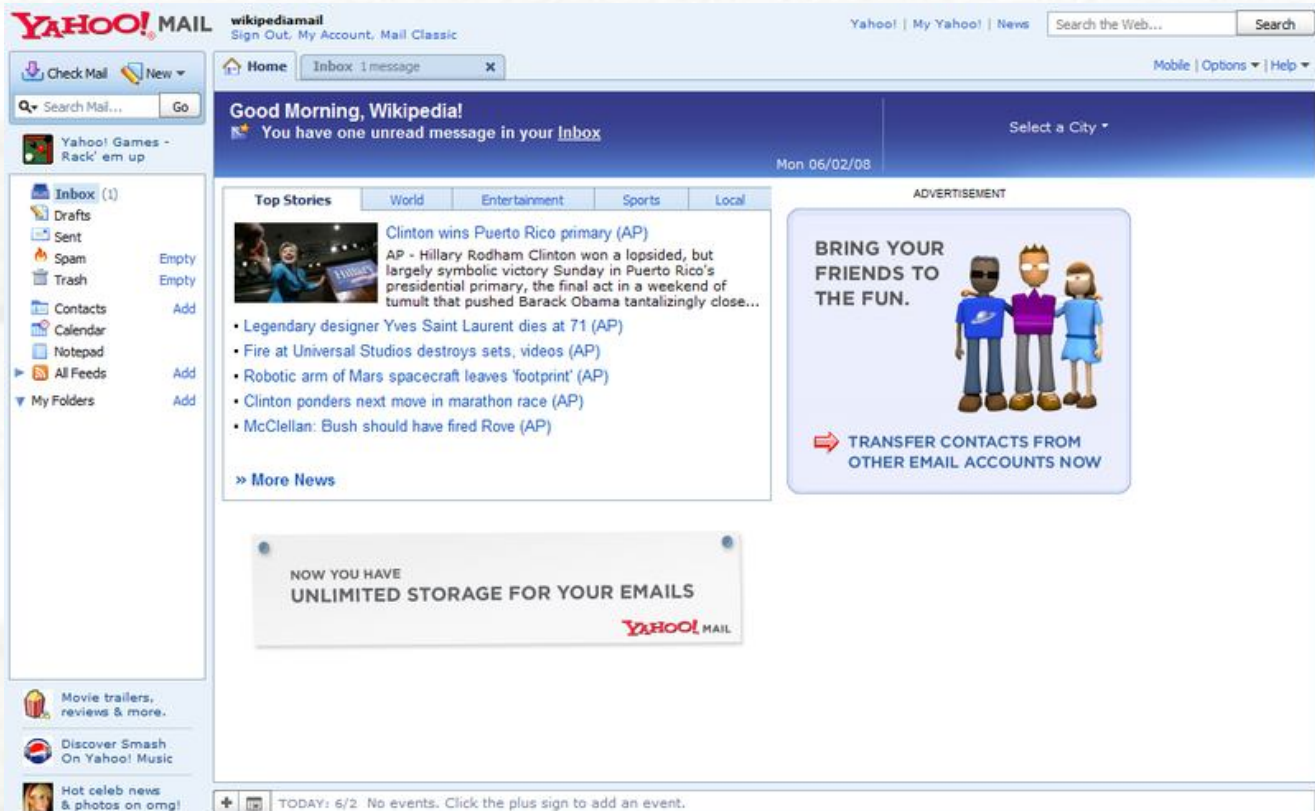 YAHOO! MAIL
wikipediamail
Sign Out, My Account, Mail Classic
Yahoo! | My Yahoo! | News
Search the Web...
Search
Check Mail New
Home
Inbox 1 message x
Mobile | Options | Help
Search Mail...
Go
Yahoo! Games -
Rack' em up
Inbox (1)
Drafts
Sent
Spam Empty
Trash Empty
Contacts Add
Calendar
Notepad
All Feeds Add
My Folders Add
Movie trailers,
reviews & more.
Discover Smash
On Yahoo! Music
Hot celeb news
& photos on omg!
Good Morning, Wikipedia!
You have one unread message in your Inbox
Select a City
Mon 06/02/08
Top Stories World Entertainment Sports Local
Hillary
Clinton wins Puerto Rico primary (AP)
AP - Hillary Rodham Clinton won a lopsided, but
largely symbolic victory Sunday in Puerto Rico's
presidential primary, the final act in a weekend of
tumult that pushed Barack Obama tantalizingly close...
• Legendary designer Yves Saint Laurent dies at 71 (AP)
• Fire at Universal Studios destroys sets, videos (AP)
• Robotic arm of Mars spacecraft leaves 'footprint' (AP)
• Clinton ponders next move in marathon race (AP)
• McClellan: Bush should have fired Rove (AP)
» More News
ADVERTISEMENT
BRING YOUR
FRIENDS TO
THE FUN.
TRANSFER CONTACTS FROM
OTHER EMAIL ACCOUNTS NOW
NOW YOU HAVE
UNLIMITED STORAGE FOR YOUR EMAILS
YAHOO! MAIL
TODAY: 6/2 No events. Click the plus sign to add an event.